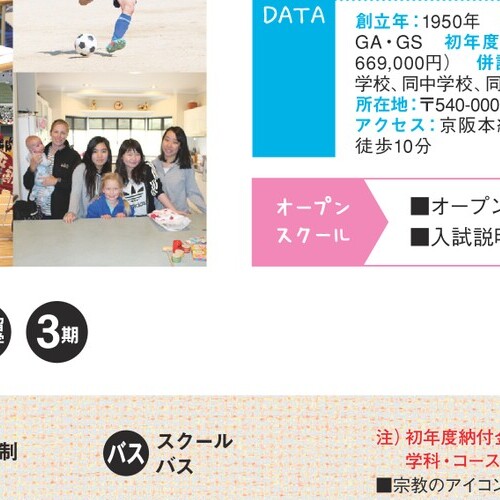 DATA
創立年：1950年
GA・GS 初年度
669,000円） 併設
学校、同中学校、同
所在地：〒540-000
アクセス：京阪本
徒歩10分
オープン
スクール
■オープン
■入試説明
3期
制
バス
スクール
バス
注）初年度納付金
学科・コース
■宗教のアイコン